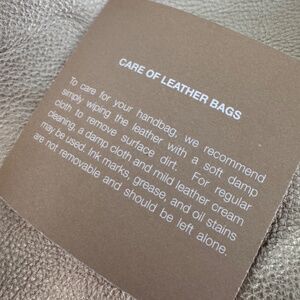 CARE OF LEATHER BAGS
To care for your handbag, we recommend
simply wiping the leather with a soft damp
cloth to remove surface dirt. For regular
cleaning, a damp cloth and mild leather cream
may be used. Ink marks, grease, and oil stains
are not removable and should be left alone.